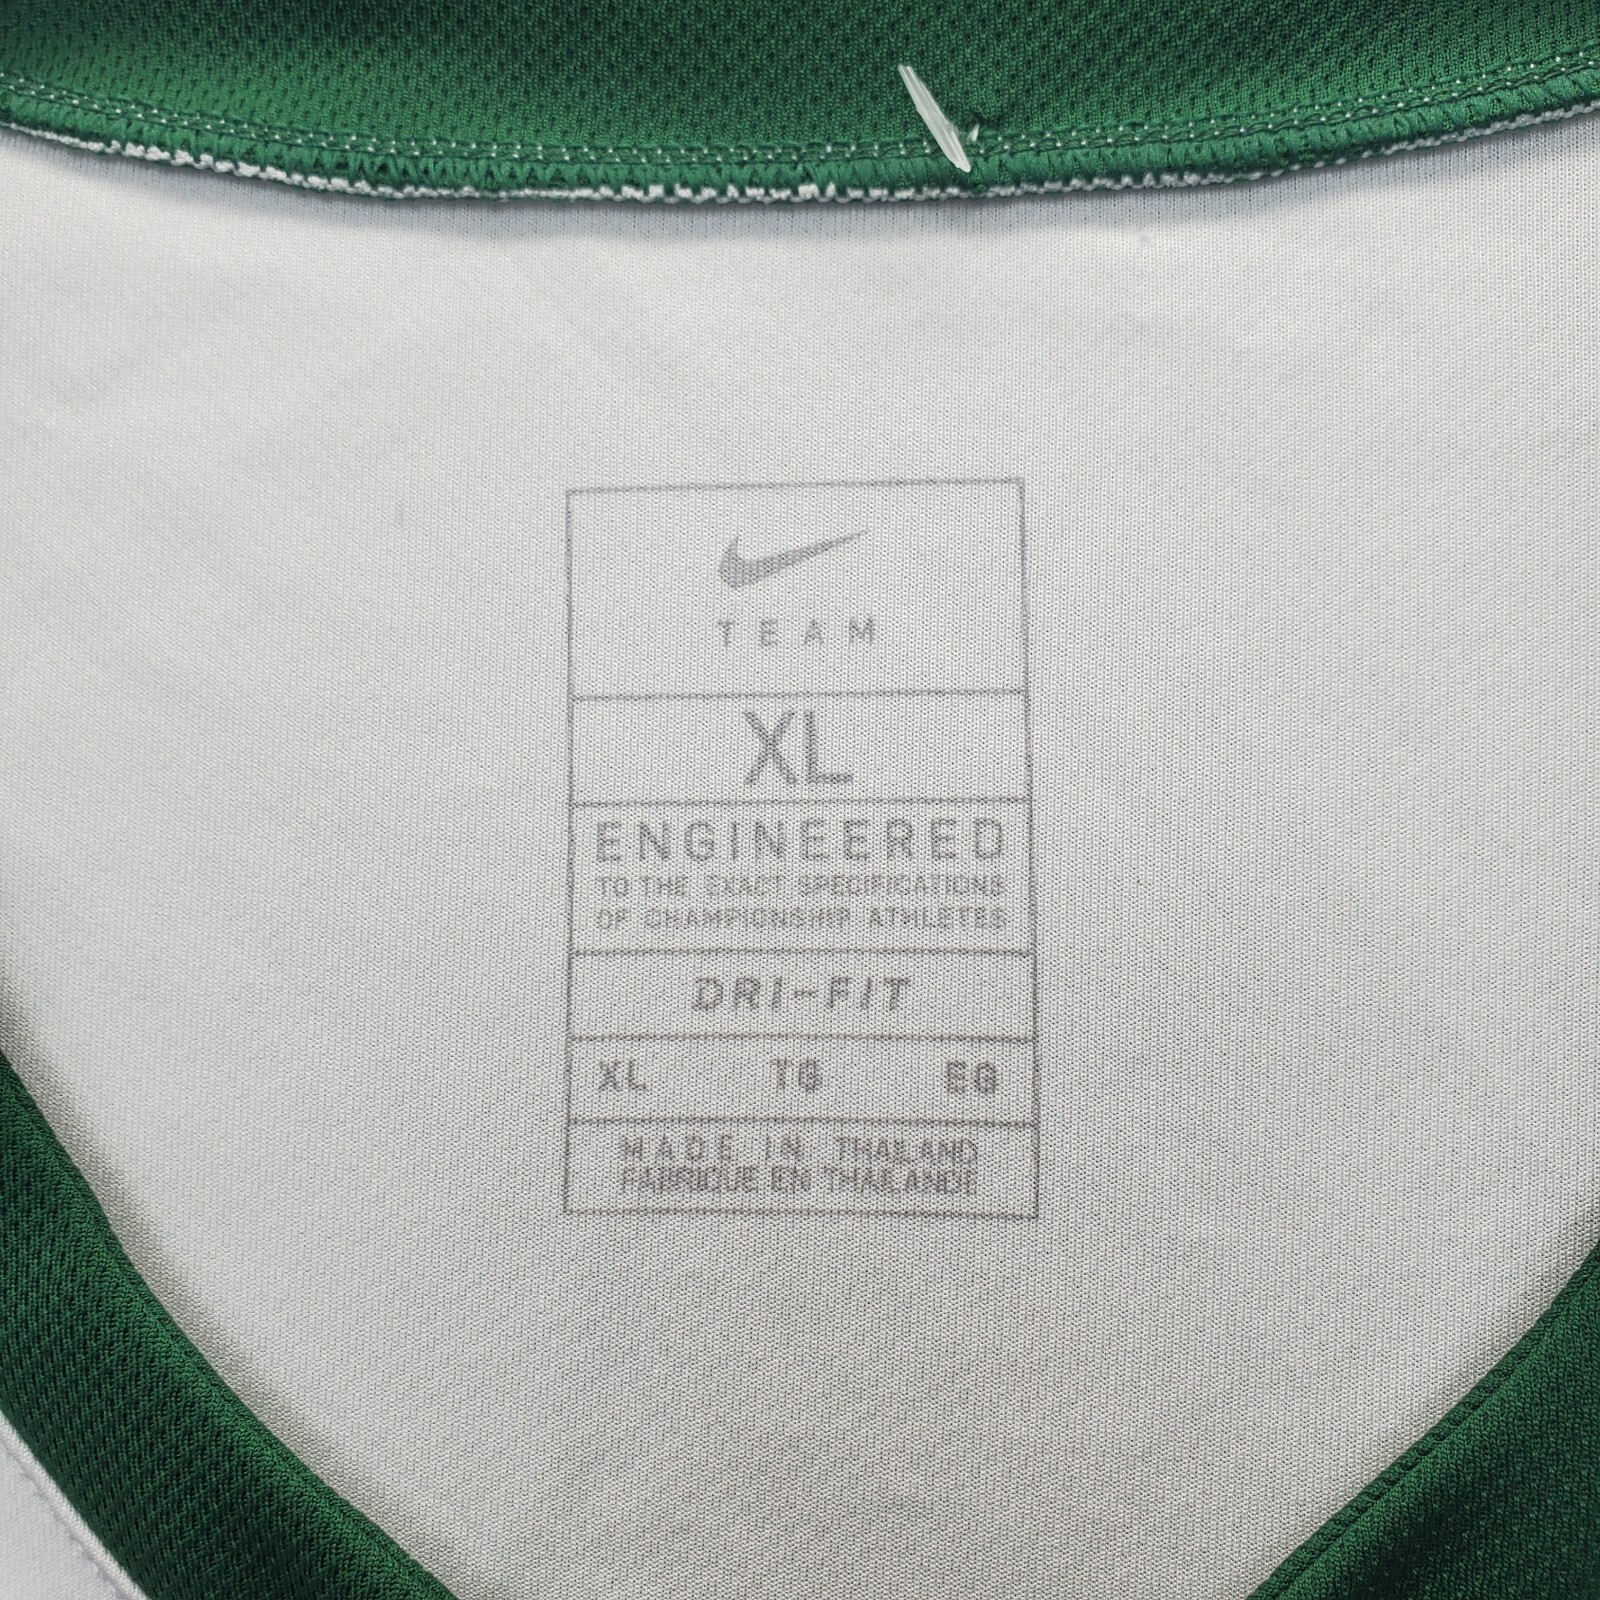 TEAM
XL
ENGINEERED
TO THE EXACT SPECIFICATIONS
OF CHAMPIONSHIP ATHLETES
DRI-FIT
XL TG EG
MADE IN THAILAND
FABRIQUE EN THAILANDE